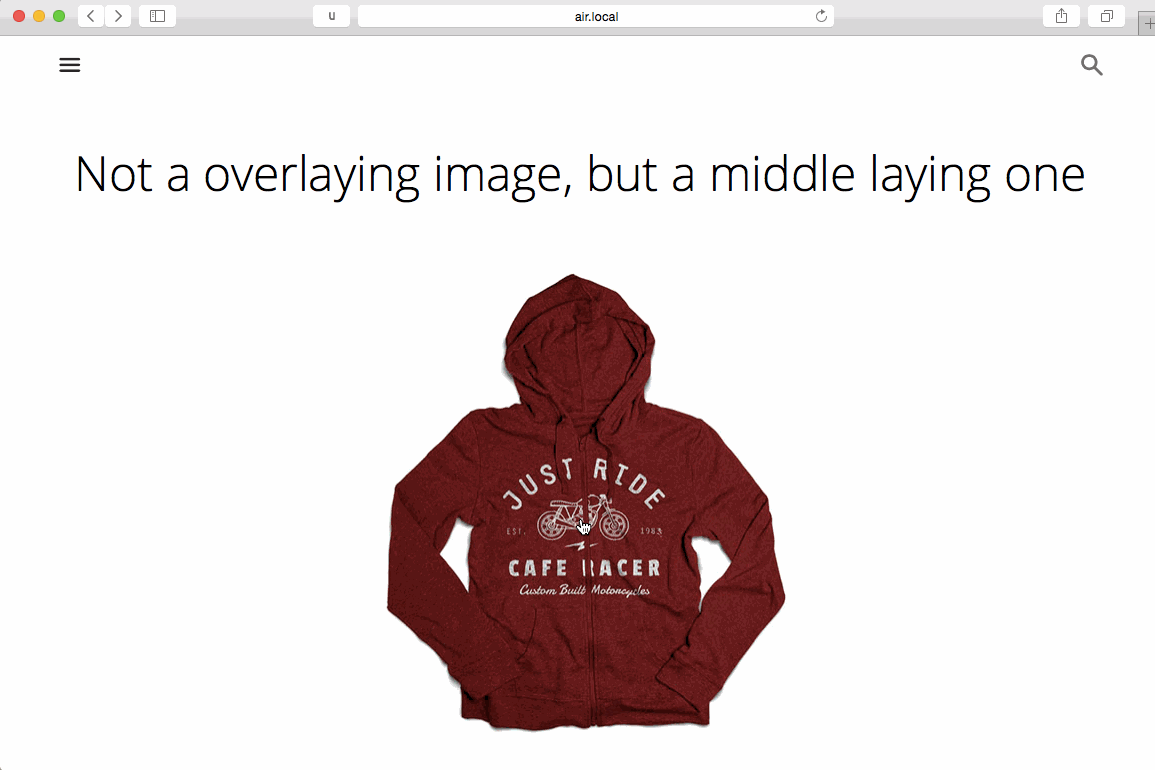 u
air.local
Not a overlaying image, but a middle laying one
JUST RIDE
EST. 1983
CAFE RACER
Custom Built Motorcycles